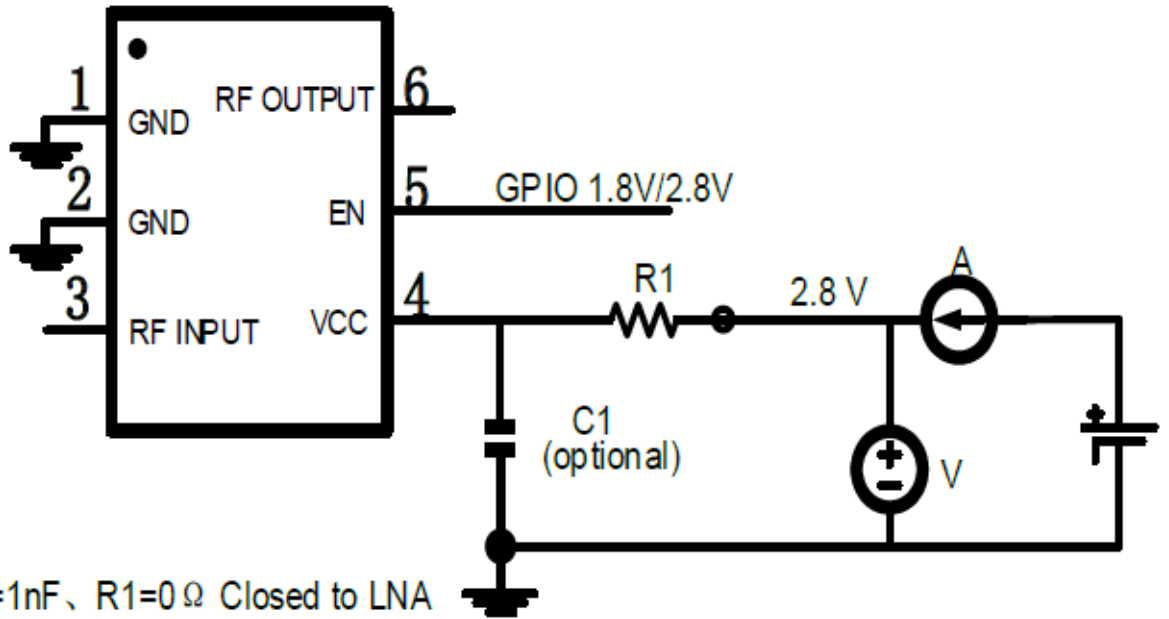 1
GND
2
GND
3
RF INPUT
RF OUTPUT
6
EN
5
GPIO 1.8V/2.8V
VCC
4
R1
2.8 V
A
C1
(optional)
V
=1nF、R1=0Ω Closed to LNA